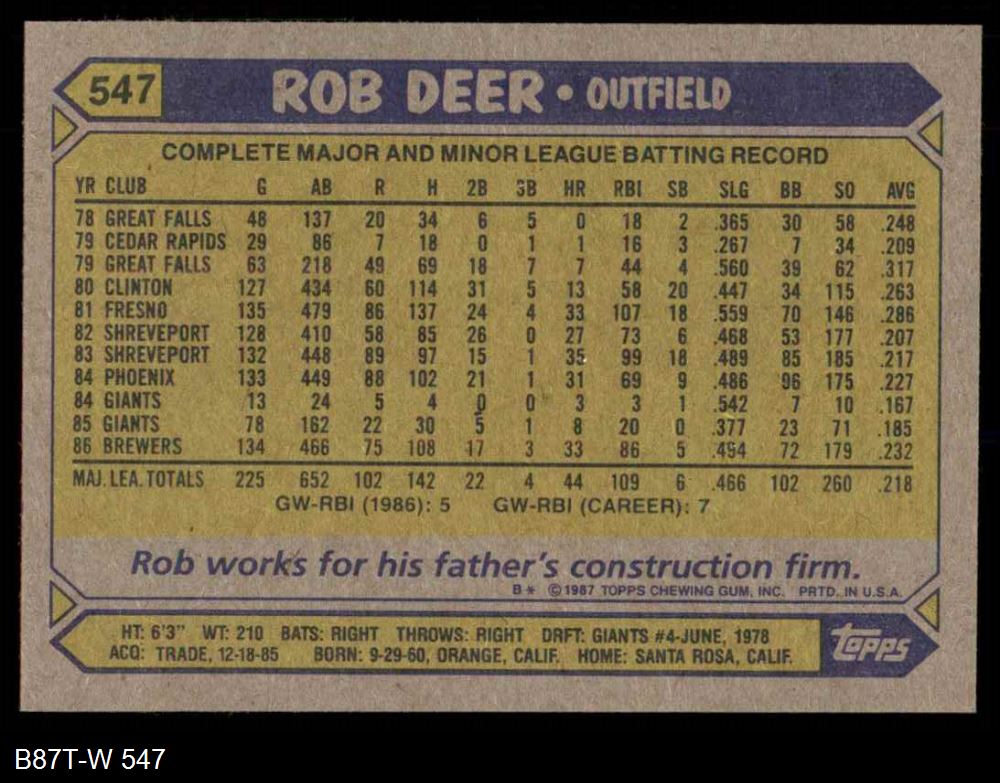 547 ROB DEER • OUTFIELD
COMPLETE MAJOR AND MINOR LEAGUE BATTING RECORD
YR CLUB G AB R H 2B 3B HR RBI SB SLG BB SO AVG
78 GREAT FALLS 48 137 20 34 6 5 0 18 2 .365 30 58 .248
79 CEDAR RAPIDS 29 86 7 18 0 1 1 16 3 .267 7 34 .209
79 GREAT FALLS 63 218 49 69 18 7 7 44 4 .560 39 62 .317
80 CLINTON 127 434 60 114 31 5 13 58 20 .447 34 115 .263
81 FRESNO 135 479 86 137 24 4 33 107 18 .559 70 146 .286
82 SHREVEPORT 128 410 58 85 26 0 27 73 6 .468 53 177 .207
83 SHREVEPORT 132 448 89 97 15 1 35 99 18 .489 85 185 .217
84 PHOENIX 133 449 88 102 21 1 31 69 9 .486 96 175 .227
84 GIANTS 13 24 5 4 0 0 3 3 1 .542 7 10 .167
85 GIANTS 78 162 22 30 5 1 8 20 0 .377 23 71 .185
86 BREWERS 134 466 75 108 17 3 33 86 5 .494 72 179 .232
MAJ. LEA. TOTALS 225 652 102 142 22 4 44 109 6 .466 102 260 .218
GW-RBI (1986): 5 GW-RBI (CAREER): 7
Rob works for his father's construction firm.
B* ©1987 TOPPS CHEWING GUM, INC. PRTD. IN U.S.A.
HT: 6'3" WT: 210 BATS: RIGHT THROWS: RIGHT DRFT: GIANTS #4-JUNE, 1978
ACQ: TRADE, 12-18-85 BORN: 9-29-60, ORANGE, CALIF. HOME: SANTA ROSA, CALIF.
Topps
B87T-W 547